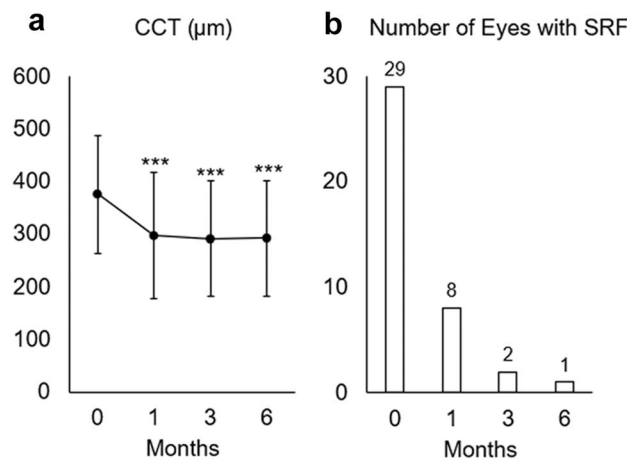 a CCT (µm)
600
500
400
300
200
100
0
*** *** ***
0 1 3 6
Months
b Number of Eyes with SRF
30
20
10
0
29
8
2
1
0 1 3 6
Months